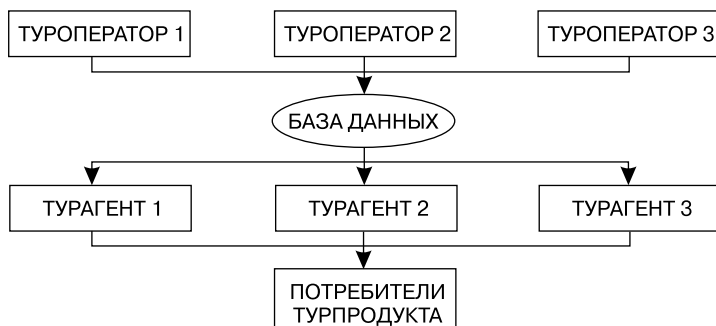 ТУРОПЕРАТОР 1
ТУРОПЕРАТОР 2
ТУРОПЕРАТОР 3
БАЗА ДАННЫХ
ТУРАГЕНТ 1
ТУРАГЕНТ 2
ТУРАГЕНТ 3
ПОТРЕБИТЕЛИ
ТУРПРОДУКТА